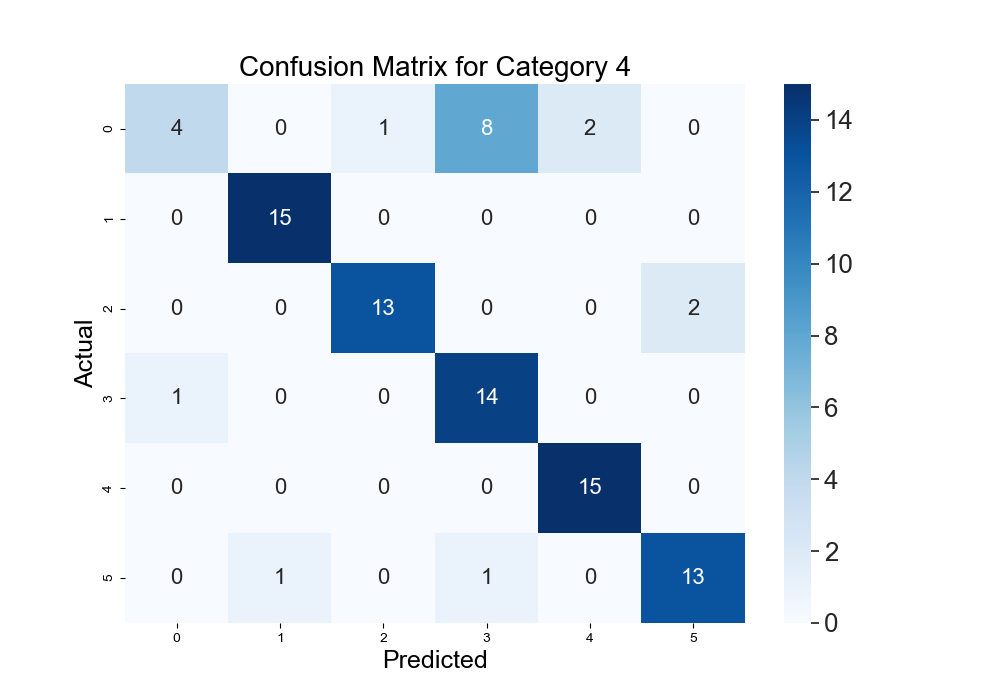 Confusion Matrix for Category 4
0 4 0 1 8 2 0
1 0 15 0 0 0 0
2 0 0 13 0 0 2
3 1 0 0 14 0 0
4 0 0 0 0 15 0
5 0 1 0 1 0 13
0 1 2 3 4 5
Predicted
Actual
14
12
10
8
6
4
2
0